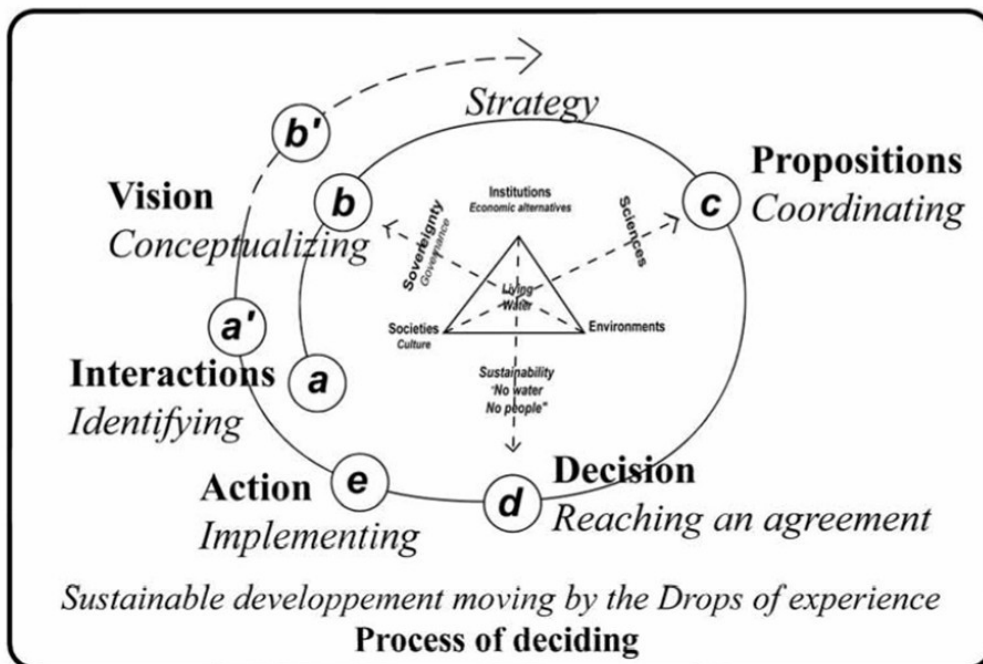 b'
Strategy
b
Vision
Conceptualizing
c
Propositions
Coordinating
Institutions
Economic alternatives
Sovereignty
Governance
Sciences
Living
Water
Societies
Culture
Environments
a'
a
Interactions
Identifying
Sustainability
"No water
No people"
Action
Implementing
e
d
Decision
Reaching an agreement
Sustainable developpement moving by the Drops of experience
Process of deciding